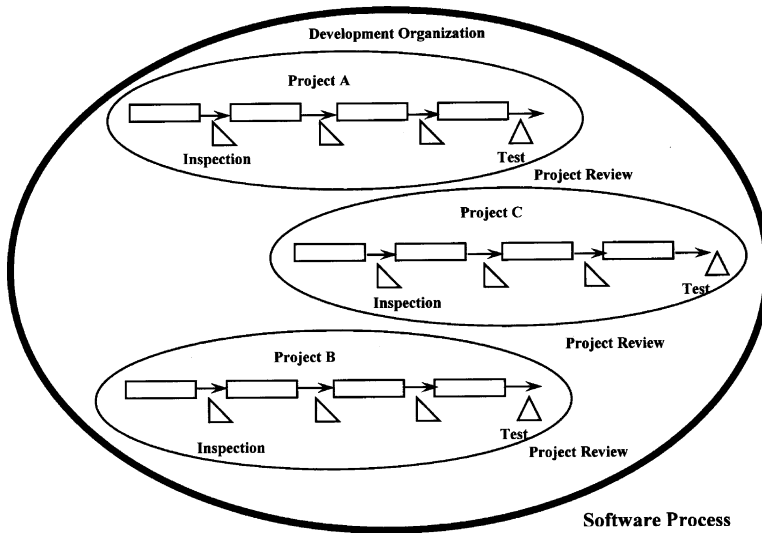 Development Organization
Project A
Inspection
Test
Project Review
Project C
Inspection
Test
Project Review
Project B
Inspection
Test
Project Review
Software Process